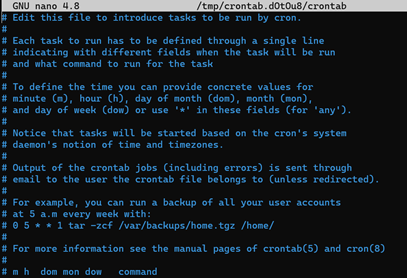 GNU nano 4.8 /tmp/crontab.dOtOu8/crontab
# Edit this file to introduce tasks to be run by cron.
#
# Each task to run has to be defined through a single line
# indicating with different fields when the task will be run
# and what command to run for the task
#
# To define the time you can provide concrete values for
# minute (m), hour (h), day of month (dom), month (mon),
# and day of week (dow) or use '*' in these fields (for 'any').
#
# Notice that tasks will be started based on the cron's system
# daemon's notion of time and timezones.
#
# Output of the crontab jobs (including errors) is sent through
# email to the user the crontab file belongs to (unless redirected).
#
# For example, you can run a backup of all your user accounts
# at 5 a.m every week with:
# 0 5 * * 1 tar -zcf /var/backups/home.tgz /home/
#
# For more information see the manual pages of crontab(5) and cron(8)
#
# m h  dom mon dow   command